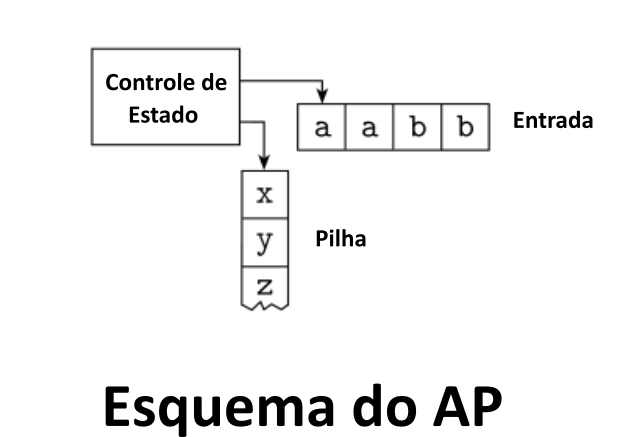 Controle de
Estado
a a b b
Entrada
x
y
z
Pilha
Esquema do AP